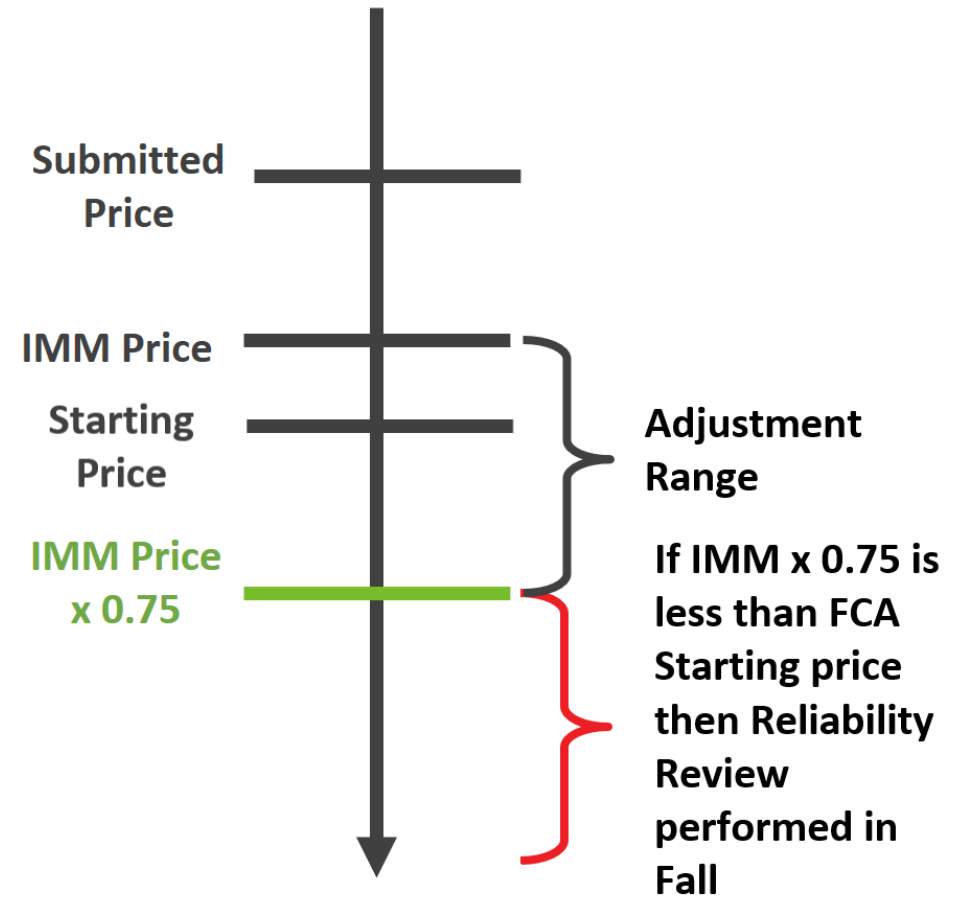 Submitted
Price
IMM Price
Starting
Price
Adjustment
Range
IMM Price
x 0.75
If IMM x 0.75 is
less than FCA
Starting price
then Reliability
Review
performed in
Fall